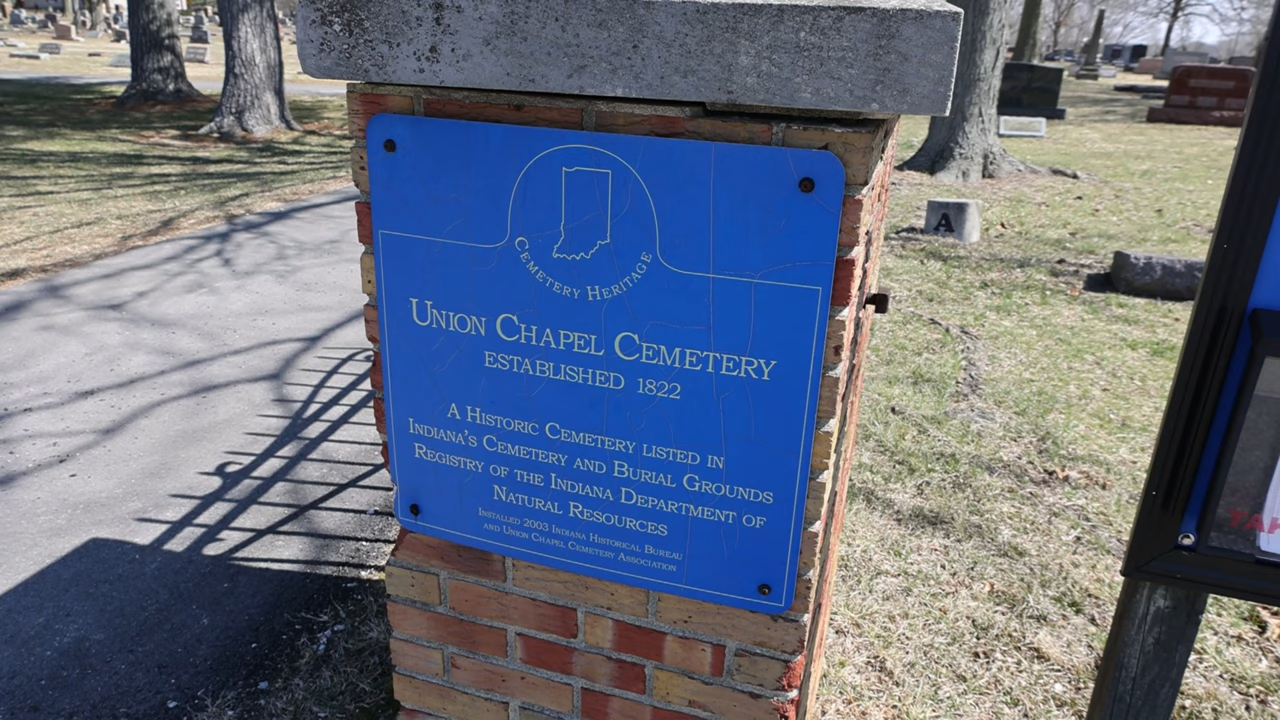 CEMETERY HERITAGE
UNION CHAPEL CEMETERY
ESTABLISHED 1822
A HISTORIC CEMETERY LISTED IN
INDIANA'S CEMETERY AND BURIAL GROUNDS
REGISTRY OF THE INDIANA DEPARTMENT OF
NATURAL RESOURCES
INSTALLED 2003 INDIANA HISTORICAL BUREAU
AND UNION CHAPEL CEMETERY ASSOCIATION
A